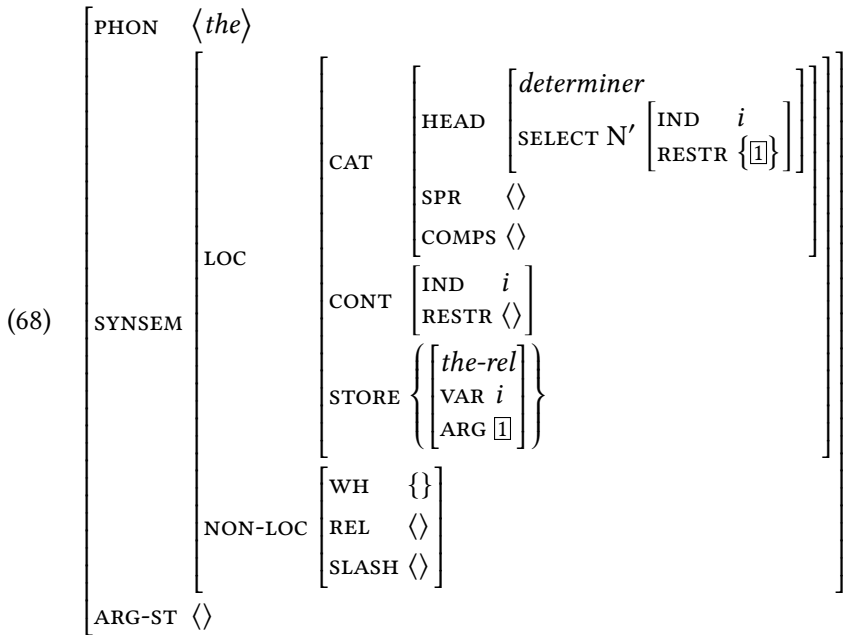 PHON ⟨the⟩
determiner
HEAD
IND i
SELECT N′
RESTR {1}
CAT
SPR ⟨⟩
COMPS ⟨⟩
LOC
IND i
CONT
RESTR ⟨⟩
(68) SYNSEM
the-rel
STORE VAR i
ARG 1
WH {}
NON-LOC REL ⟨⟩
SLASH ⟨⟩
ARG-ST ⟨⟩